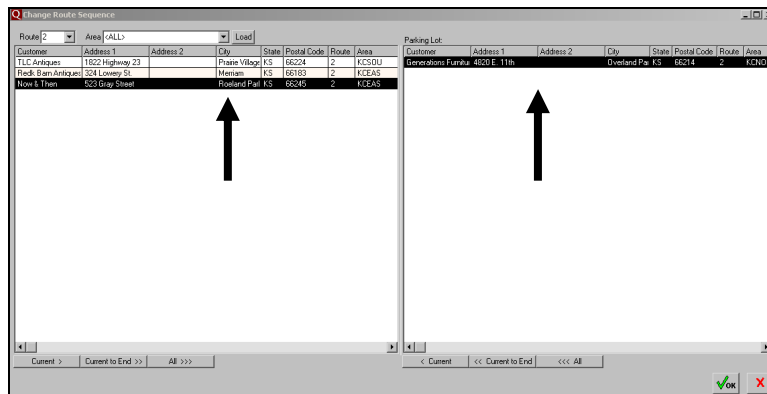 Change Route Sequence
Route 2 Area <ALL> Load
Parking Lot:
Customer Address 1 Address 2 City State Postal Code Route Area
TLC Antiques 1822 Highway 23 Prairie Village KS 66224 2 KCSOU
Redk Barn Antiques 324 Lowery St. Merriam KS 66183 2 KCEAS
Now & Then 523 Gray Street Roeland Parl KS 66245 2 KCEAS
Customer Address 1 Address 2 City State Postal Code Route Area
Generations Furnitui 4820 E. 11th Overland Pai KS 66214 2 KCNO
Current > Current to End >> All >>>
< Current << Current to End <<< All
OK X